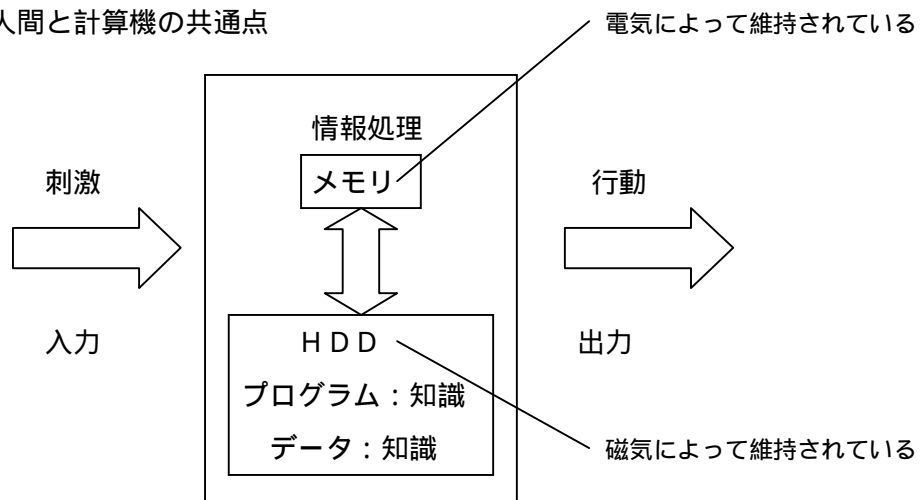 人間と計算機の共通点
電気によって維持されている
情報処理
メモリ
刺激
行動
入力
出力
ＨＤＤ
プログラム：知識
データ：知識
磁気によって維持されている